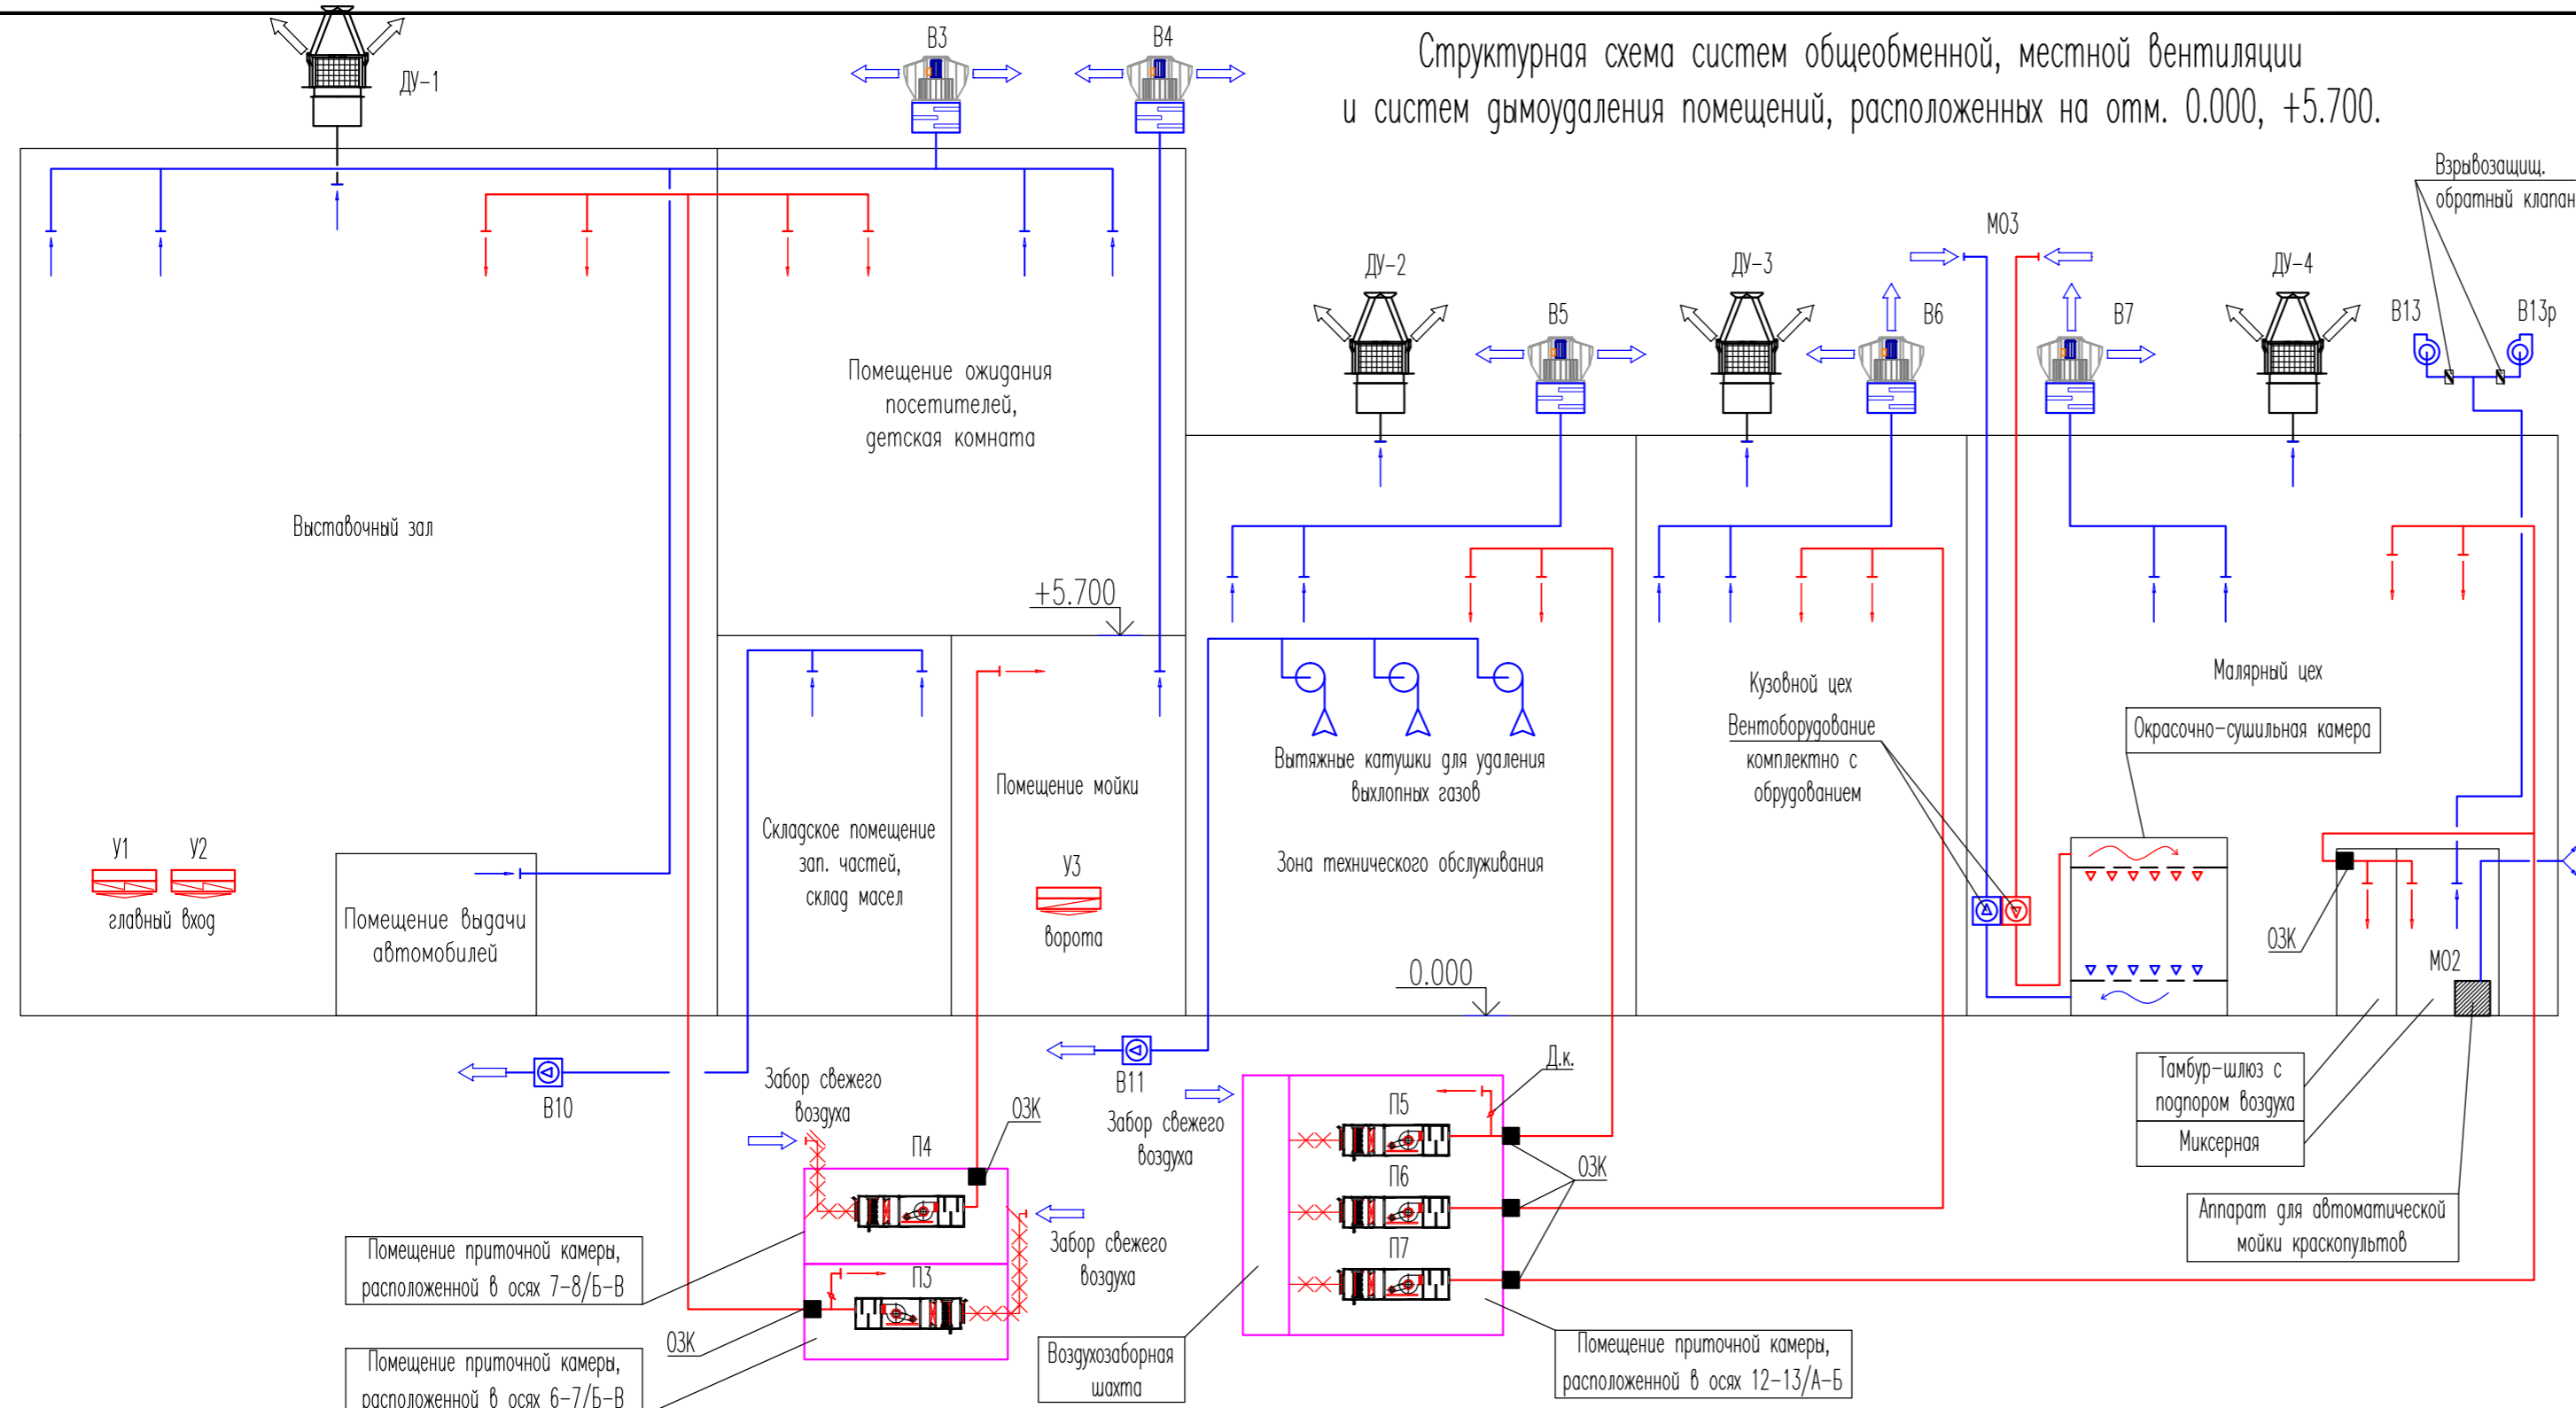 Структурная схема систем общеобменной, местной вентиляции
и систем дымоудаления помещений, расположенных на отм. 0.000, +5.700.
ДУ-1
В3
В4
Взрывозащищ.
обратный клапан
МО3
ДУ-2
В5
ДУ-3
В6
В7
ДУ-4
В13
В13р
Помещение ожидания
посетителей,
детская комната
Выставочный зал
+5.700
Кузовной цех
Малярный цех
Вентоборудование
комплектно с
обрудованием
Окрасочно-сушильная камера
Вытяжные катушки для удаления
выхлопных газов
Помещение мойки
Складское помещение
зап. частей,
склад масел
Зона технического обслуживания
У1
У2
главный вход
У3
ворота
Помещение выдачи
автомобилей
ОЗК
МО2
0.000
В10
В11
Забор свежего
воздуха
ОЗК
Забор свежего
воздуха
Д.к.
П5
П4
П6
ОЗК
П7
П3
Забор свежего
воздуха
Тамбур-шлюз с
подпором воздуха
Миксерная
Аппарат для автоматической
мойки краскопультов
Помещение приточной камеры,
расположенной в осях 7-8/Б-В
ОЗК
Помещение приточной камеры,
расположенной в осях 6-7/Б-В
Воздухозаборная
шахта
Помещение приточной камеры,
расположенной в осях 12-13/А-Б